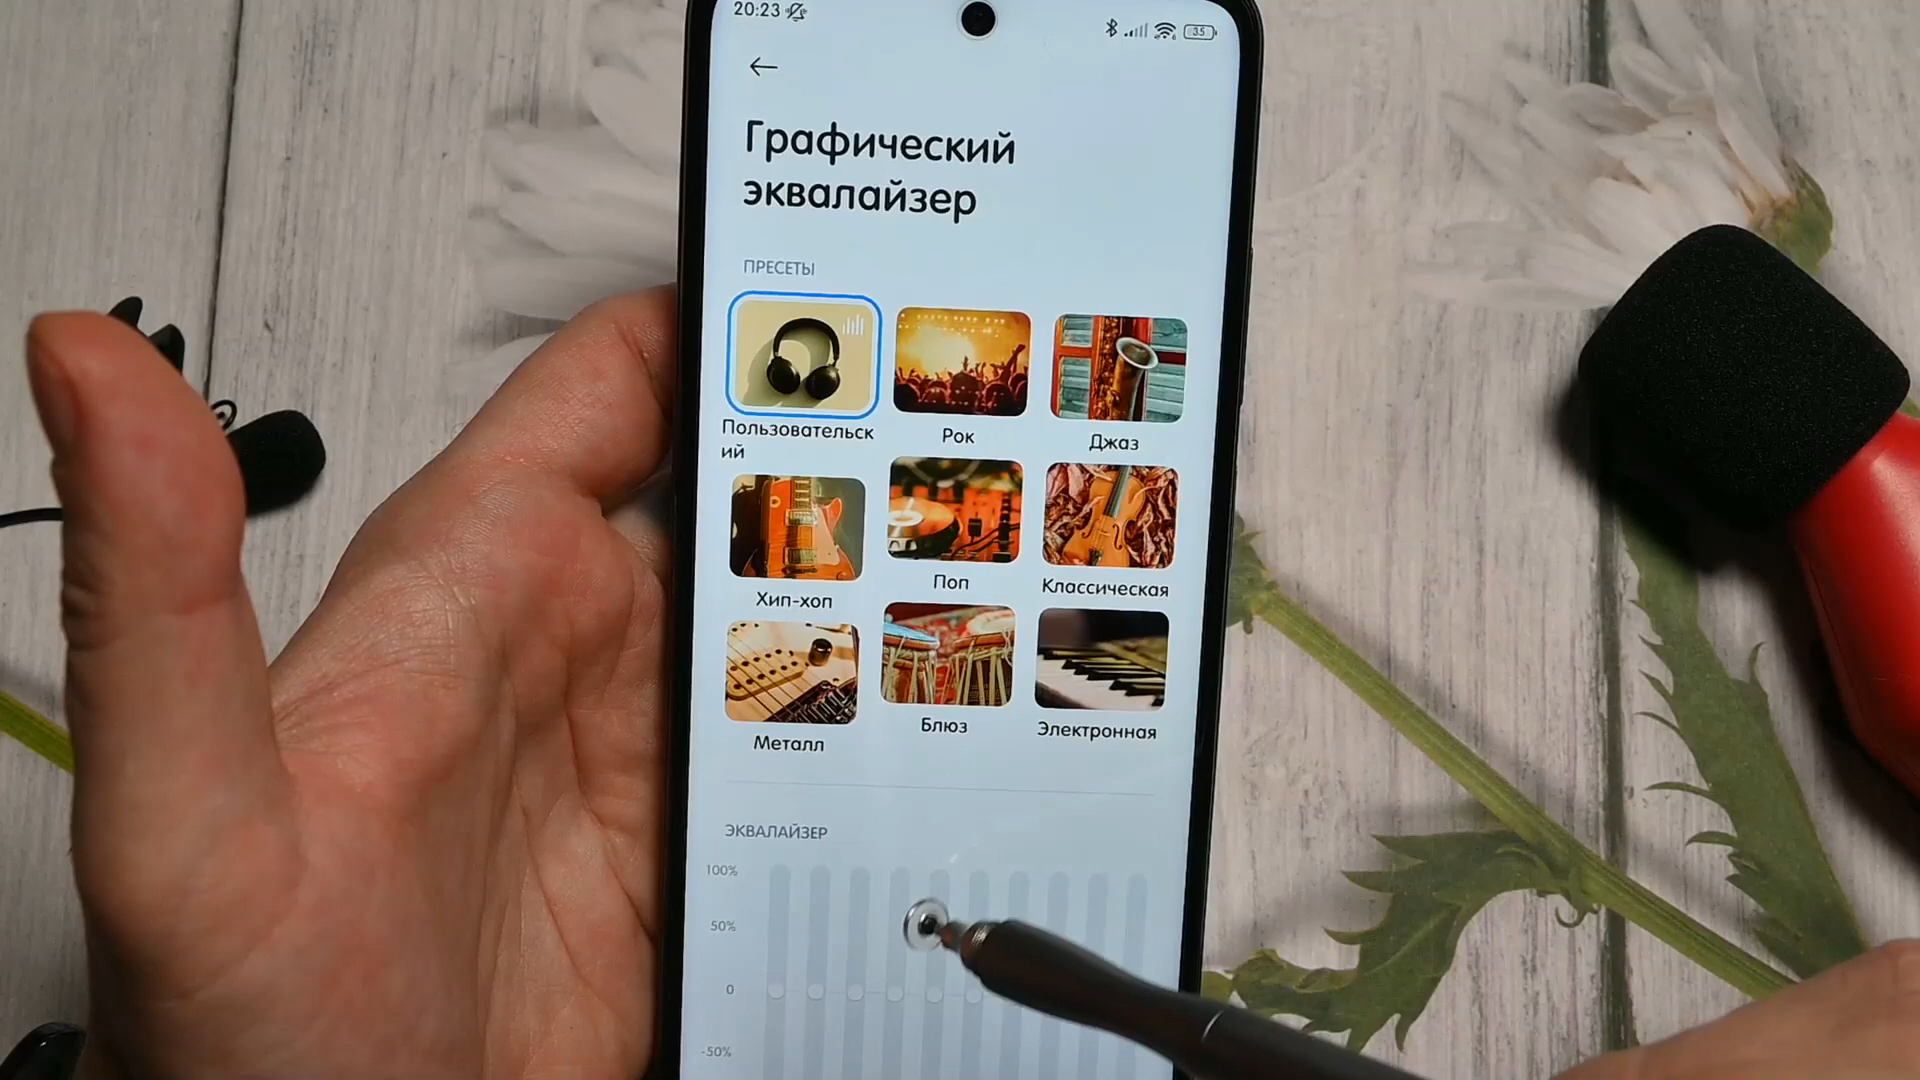 20:23
35
Графический
эквалайзер
ПРЕСЕТЫ
Пользовательск
ий
Рок
Джаз
Хип-хоп
Поп
Классическая
Металл
Блюз
Электронная
ЭКВАЛАЙЗЕР
100%
50%
0
-50%